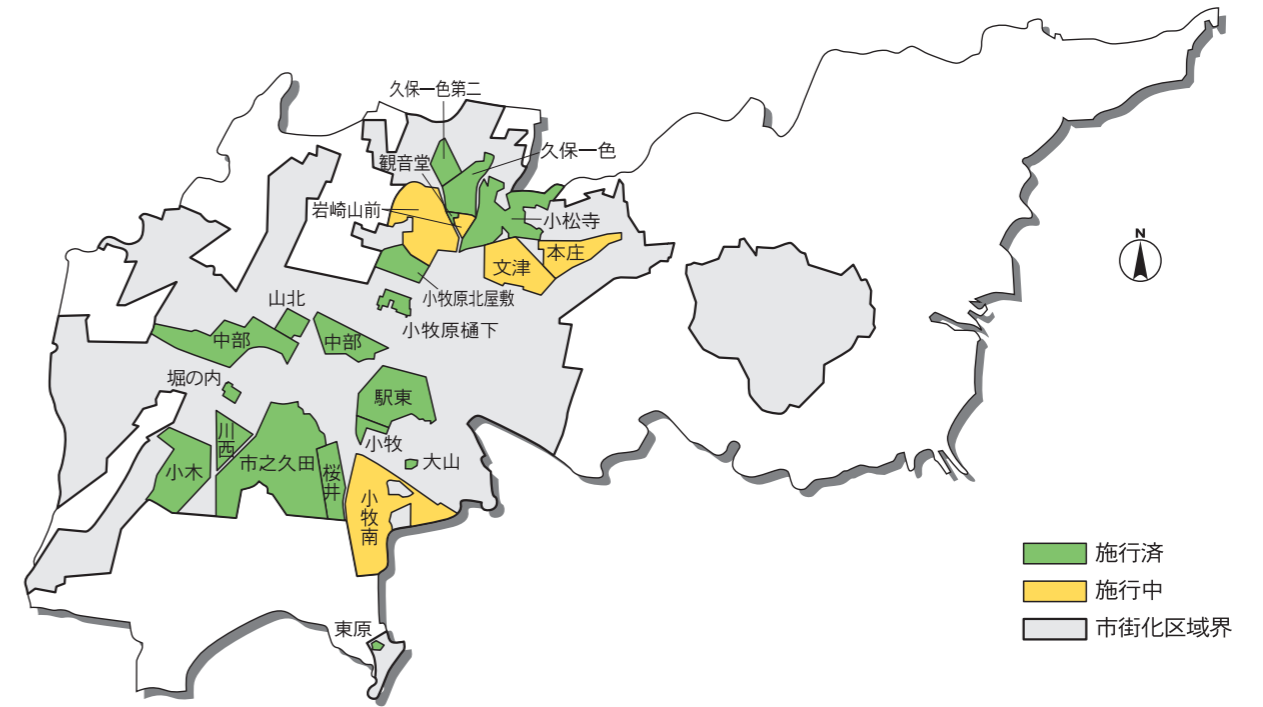 久保一色第二
観音堂
久保一色
岩崎山前
小松寺
本庄
文津
N
小牧原北屋敷
山北
小牧原樋下
中部
中部
堀の内
駅東
川西
小牧
市之久田
大山
小木
桜井
小牧南
施行済
施行中
市街化区域界
東原